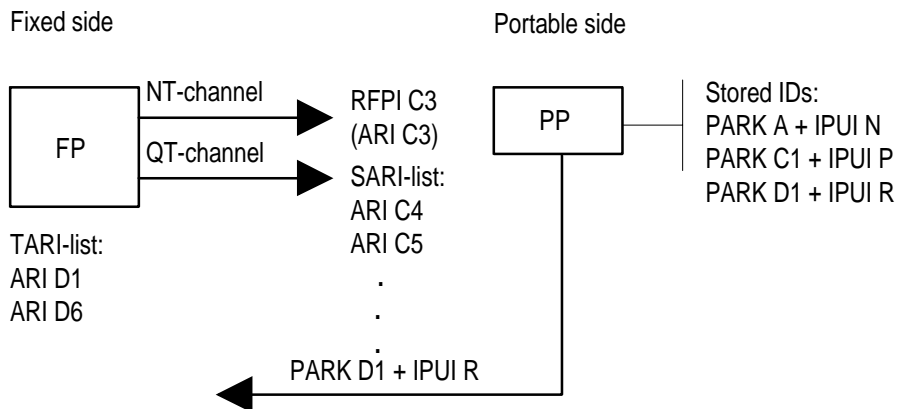 Fixed side
Portable side
NT-channel
FP
QT-channel
RFPI C3
(ARI C3)
SARI-list:
ARI C4
ARI C5
.
.
.
TARI-list:
ARI D1
ARI D6
PP
Stored IDs:
PARK A + IPUI N
PARK C1 + IPUI P
PARK D1 + IPUI R
PARK D1 + IPUI R